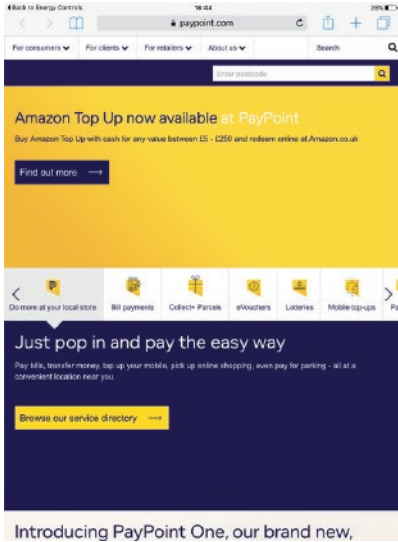 Back to Energy Controls 16:44 28%
paypoint.com
For consumers For clients For retailers About us Search
Enter postcode
Amazon Top Up now available at PayPoint
Buy Amazon Top Up with cash for any value between £5 - £250 and redeem online at Amazon.co.uk
Find out more
Do more at your local store Bill payments Collect+ Parcels eVouchers Lotteries Mobile top-ups Pa
Just pop in and pay the easy way
Pay bills, transfer money, top up your mobile, pick up online shopping, even pay for parking - all at a
convenient location near you.
Browse our service directory
Introducing PayPoint One, our brand new,